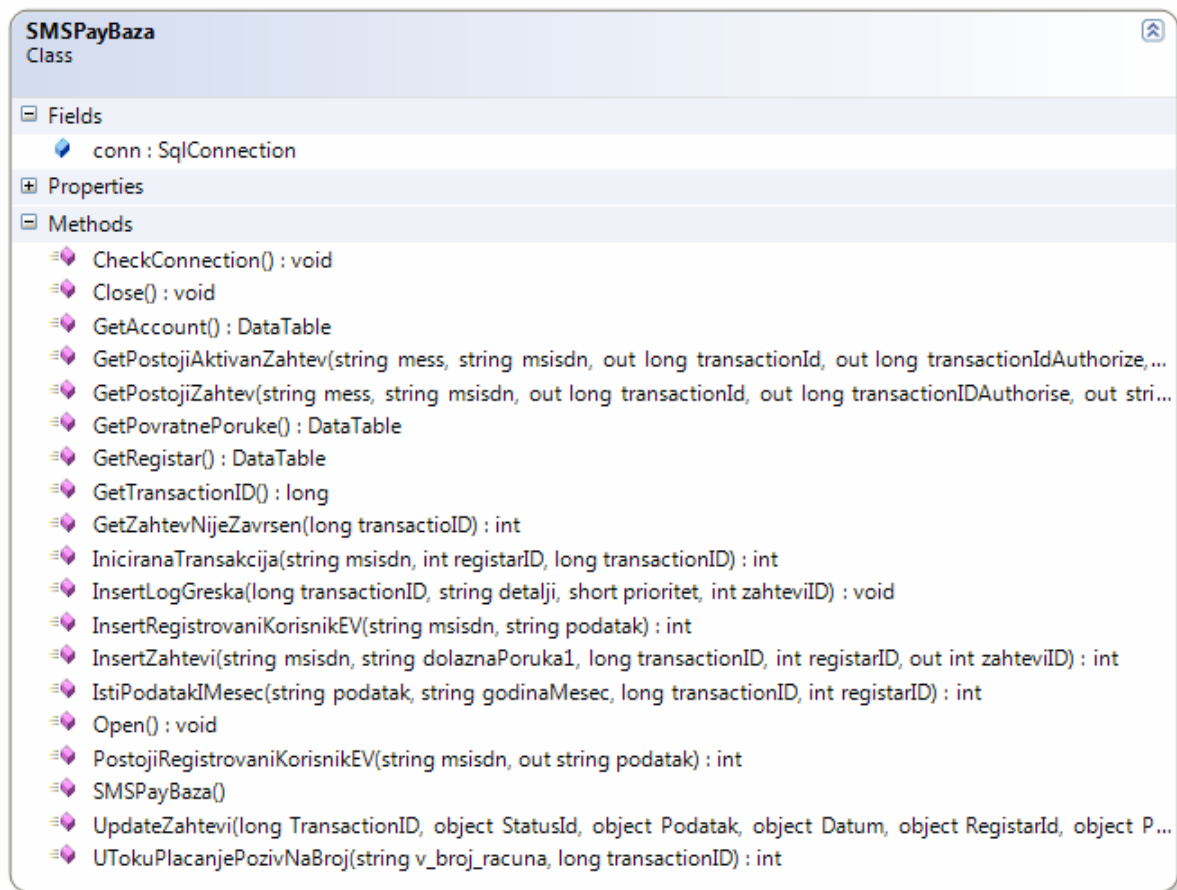 SMSPayBaza
Class
Fields
conn : SqlConnection
Properties
Methods
CheckConnection() : void
Close() : void
GetAccount() : DataTable
GetPostojiAktivanZahtev(string mess, string msisdn, out long transactionId, out long transactionIdAuthorize,...
GetPostojiZahtev(string mess, string msisdn, out long transactionId, out long transactionIDAuthorise, out stri...
GetPovratnePoruke() : DataTable
GetRegistar() : DataTable
GetTransactionID() : long
GetZahtevNijeZavrsen(long transactioID) : int
IniciranaTransakcija(string msisdn, int registarID, long transactionID) : int
InsertLogGreska(long transactionID, string detalji, short prioritet, int zahteviID) : void
InsertRegistrovaniKorisnikEV(string msisdn, string podatak) : int
InsertZahtevi(string msisdn, string dolaznaPoruka1, long transactionID, int registarID, out int zahteviID) : int
IstiPodatakIMesec(string podatak, string godinaMesec, long transactionID, int registarID) : int
Open() : void
PostojiRegistrovaniKorisnikEV(string msisdn, out string podatak) : int
SMSPayBaza()
UpdateZahtevi(long TransactionID, object StatusId, object Podatak, object Datum, object RegistarId, object P...
UTokuPlacanjePozivNaBroj(string v_broj_racuna, long transactionID) : int